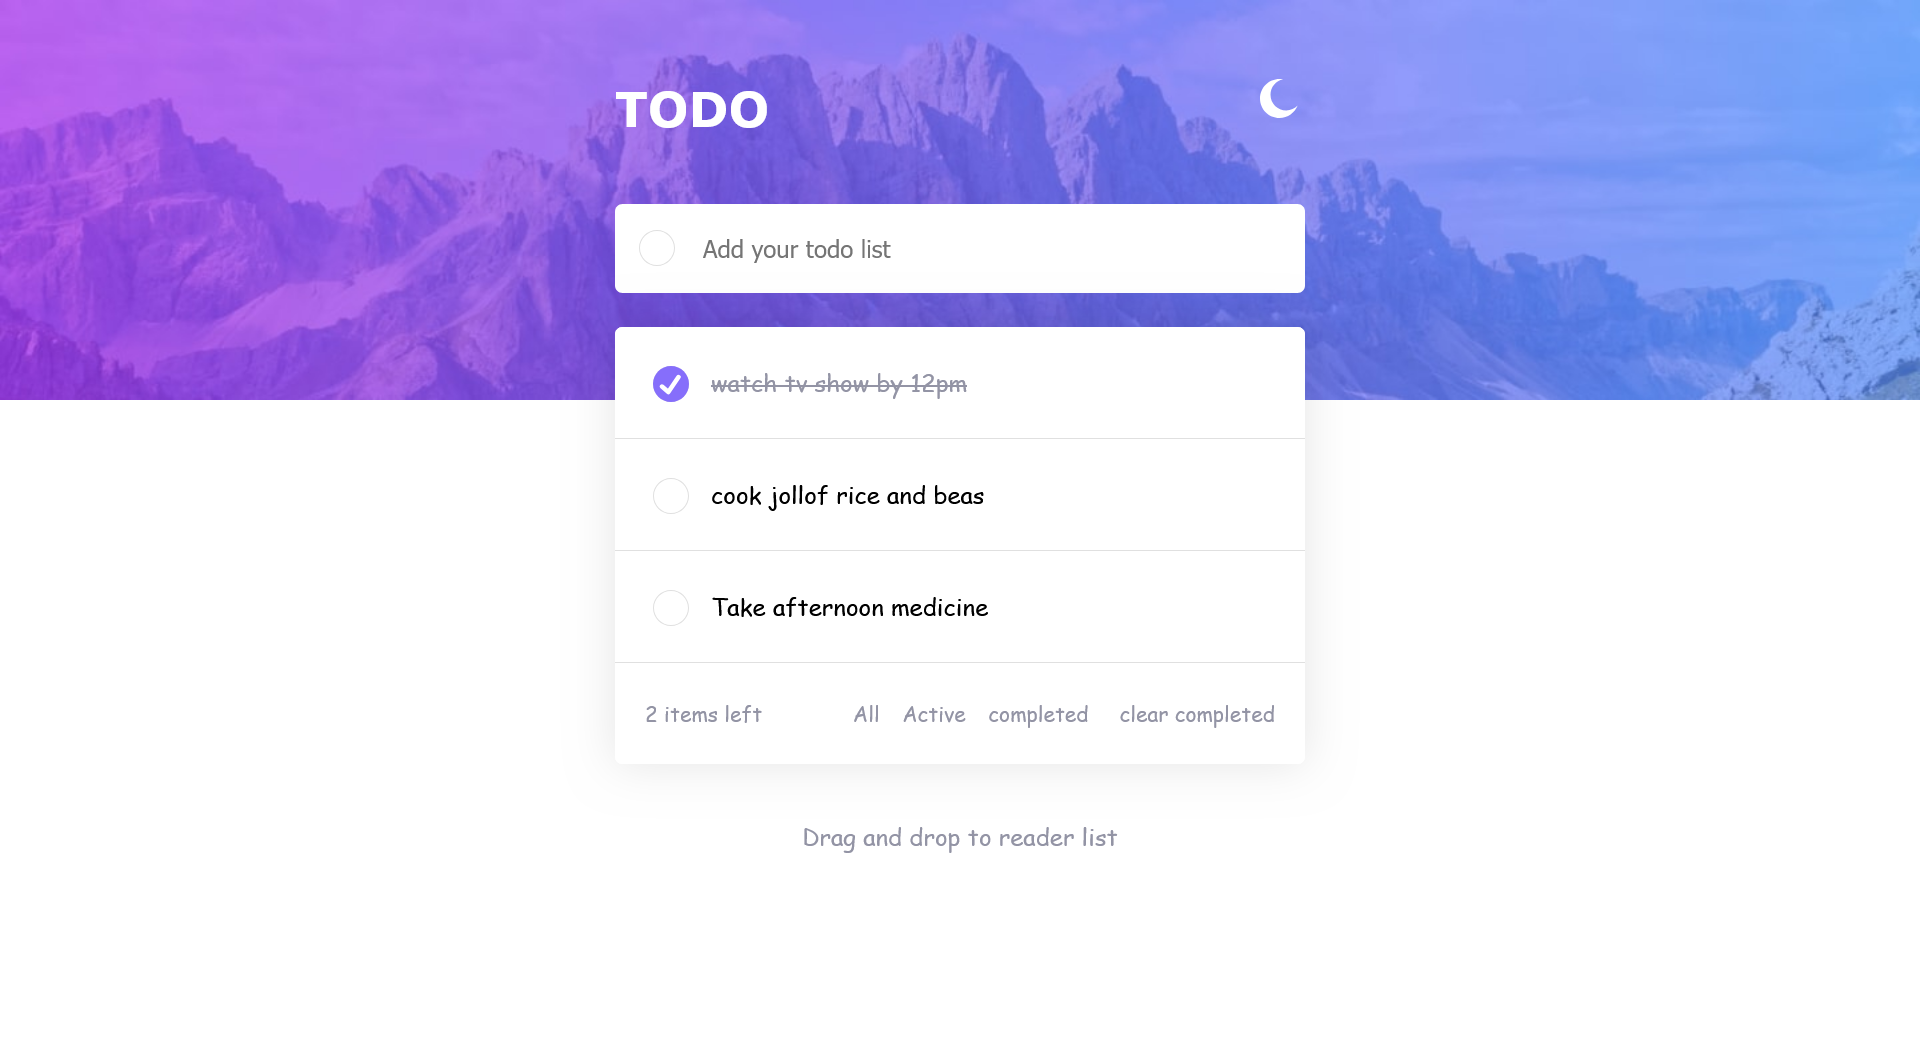 TODO
Add your todo list
watch tv show by 12pm
cook jollof rice and beas
Take afternoon medicine
2 items left All Active completed clear completed
Drag and drop to reader list